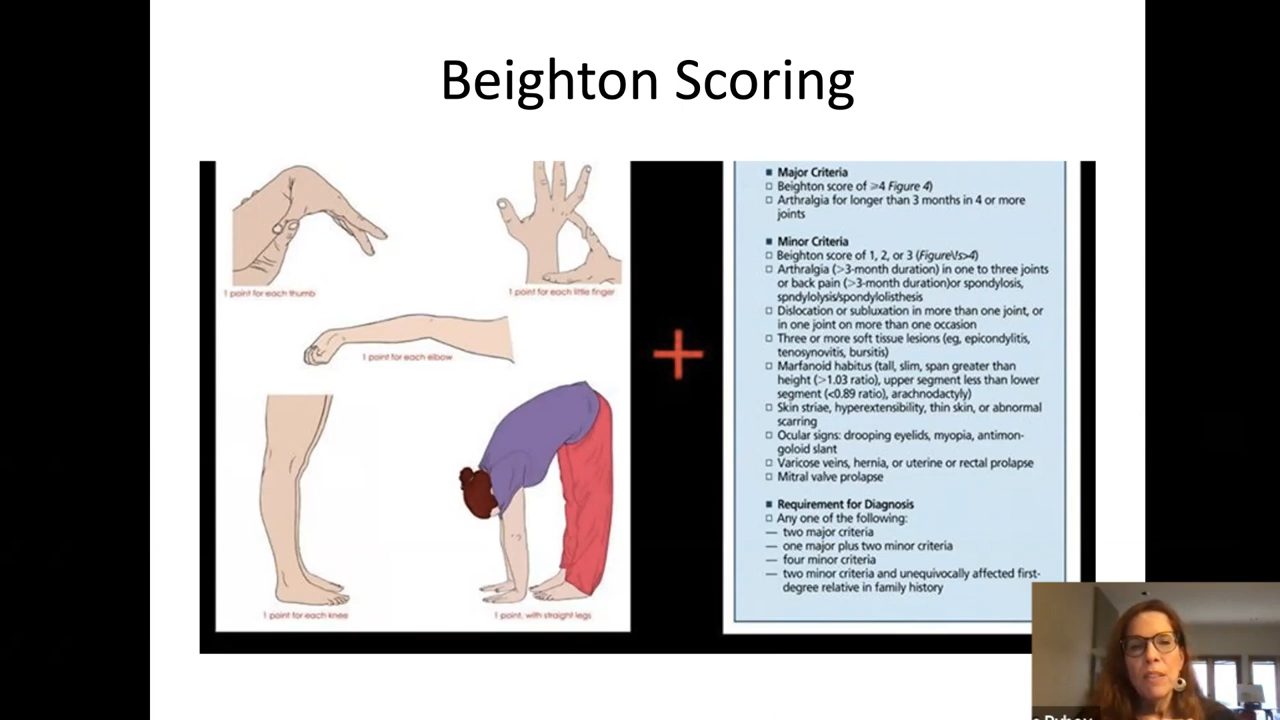 Beighton Scoring
1 point for each thumb
1 point for each little finger
1 point for each elbow
1 point for each knee
1 point, with straight legs
+
■ Major Criteria
□ Beighton score of ⩾4 Figure 4)
□ Arthralgia for longer than 3 months in 4 or more
joints
■ Minor Criteria
□ Beighton score of 1, 2, or 3 (Figure\/s>4)
□ Arthralgia (>3-month duration) in one to three joints
or back pain (>3-month duration)or spondylosis,
spndylolysis/spondylolisthesis
□ Dislocation or subluxation in more than one joint, or
in one joint on more than one occasion
□ Three or more soft tissue lesions (eg, epicondylitis,
tenosynovitis, bursitis)
□ Marfanoid habitus (tall, slim, span greater than
height (>1.03 ratio), upper segment less than lower
segment (<0.89 ratio), arachnodactyly)
□ Skin striae, hyperextensibility, thin skin, or abnormal
scarring
□ Ocular signs: drooping eyelids, myopia, antimon-
goloid slant
□ Varicose veins, hernia, or uterine or rectal prolapse
□ Mitral valve prolapse
■ Requirement for Diagnosis
□ Any one of the following:
— two major criteria
— one major plus two minor criteria
— four minor criteria
— two minor criteria and unequivocally affected first-
degree relative in family history